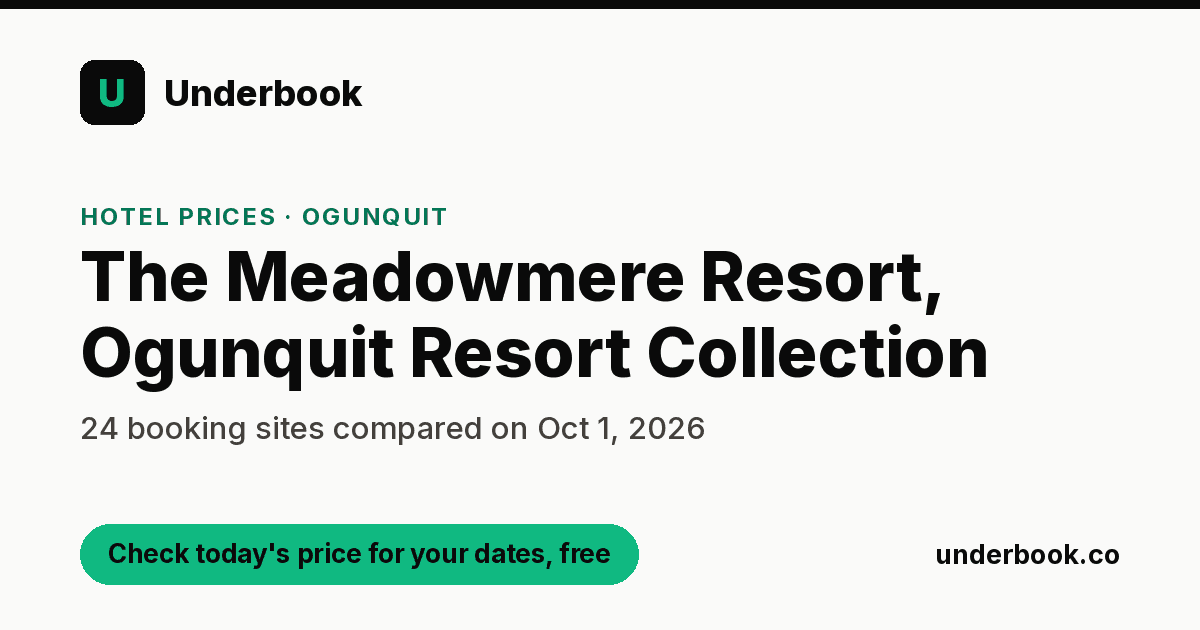 U
Underbook
HOTEL PRICES · OGUNQUIT
The Meadowmere Resort,
Ogunquit Resort Collection
24 booking sites compared on Oct 1, 2026
Check today's price for your dates, free
underbook.co